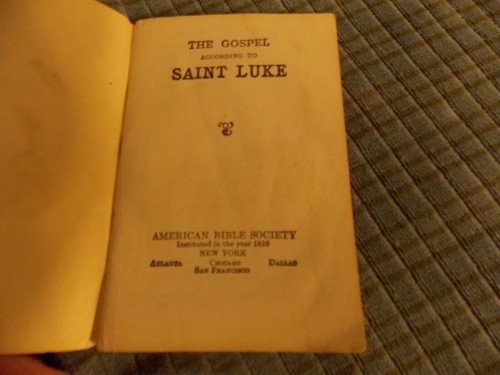 THE GOSPEL
ACCORDING TO
SAINT LUKE
AMERICAN BIBLE SOCIETY
Instituted in the year 1816
NEW YORK
ATLANTA CHICAGO DALLAS
SAN FRANCISCO